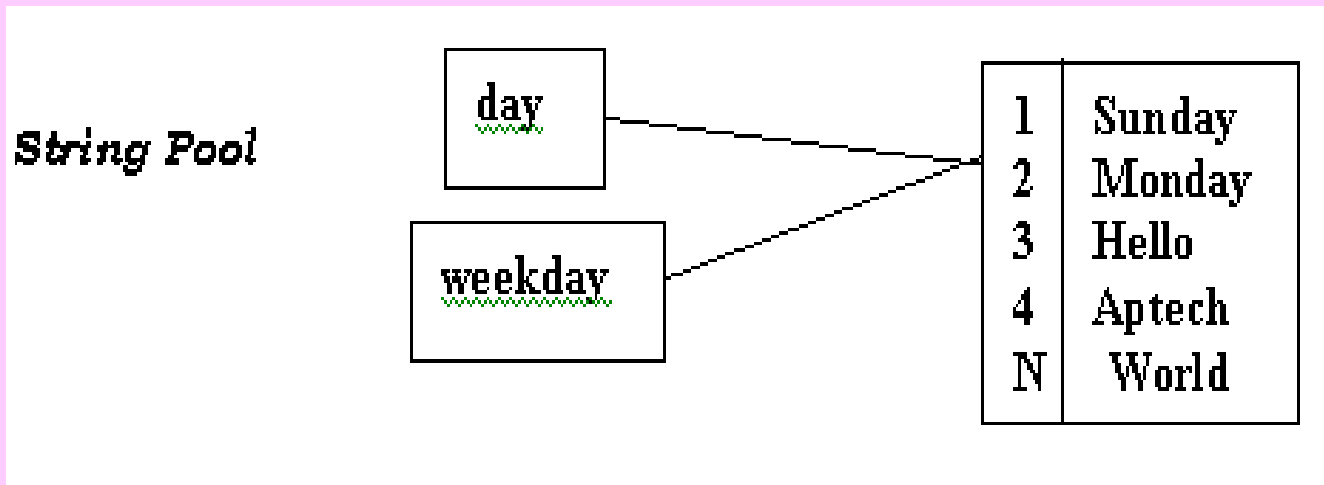 String Pool
day
weekday
1 Sunday
2 Monday
3 Hello
4 Aptech
N World